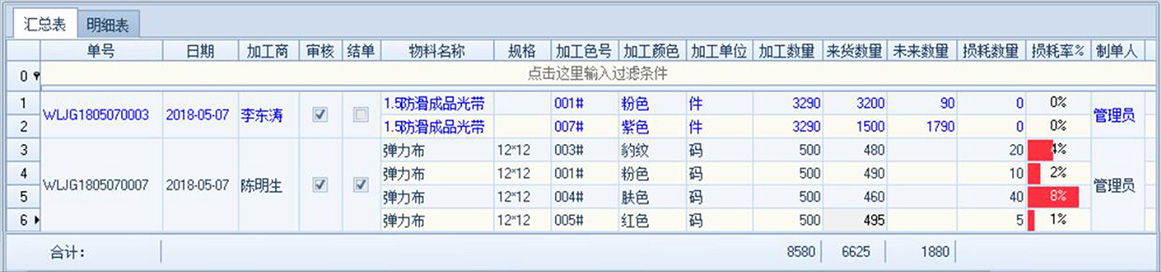 汇总表 明细表
单号 日期 加工商 审核 结单 物料名称 规格 加工色号 加工颜色 加工单位 加工数量 来货数量 未来数量 损耗数量 损耗率% 制单人
0 点击这里输入过滤条件
1 WLJG1805070003 2018-05-07 李东涛 1.5防滑成品光带 001# 粉色 件 3290 3200 90 0 0% 管理员
2 1.5防滑成品光带 007# 紫色 件 3290 1500 1790 0 0%
3 WLJG1805070007 2018-05-07 陈明生 弹力布 12*12 003# 豹纹 码 500 480 20 4% 管理员
4 弹力布 12*12 001# 粉色 码 500 490 10 2%
5 弹力布 12*12 004# 肤色 码 500 460 40 8%
6 弹力布 12*12 005# 红色 码 500 495 5 1%
合计: 8580 6625 1880